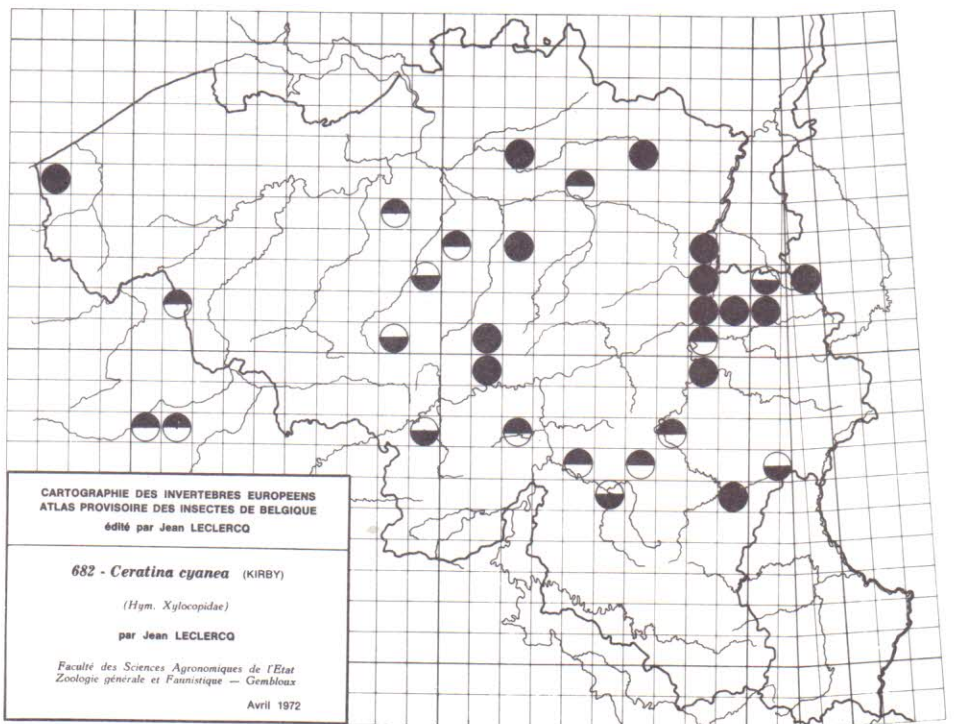 CARTOGRAPHIE DES INVERTEBRES EUROPEENS
ATLAS PROVISOIRE DES INSECTES DE BELGIQUE
édité par Jean LECLERCQ
682 - Ceratina cyanea (KIRBY)
(Hym. Xylocopidae)
par Jean LECLERCQ
Faculté des Sciences Agronomiques de l'Etat
Zoologie générale et Faunistique — Gembloux
Avril 1972